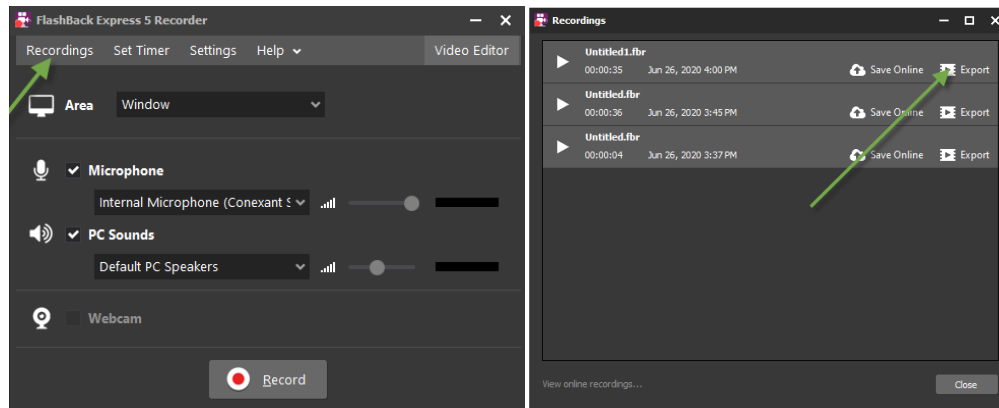 FlashBack Express 5 Recorder
Recordings Set Timer Settings Help Video Editor
Area Window
Microphone
Internal Microphone (Conexant S
PC Sounds
Default PC Speakers
Webcam
Record
Recordings
Untitled1.fbr
00:00:35 Jun 26, 2020 4:00 PM Save Online Export
Untitled.fbr
00:00:36 Jun 26, 2020 3:45 PM Save Online Export
Untitled.fbr
00:00:04 Jun 26, 2020 3:37 PM Save Online Export
View online recordings...
Close